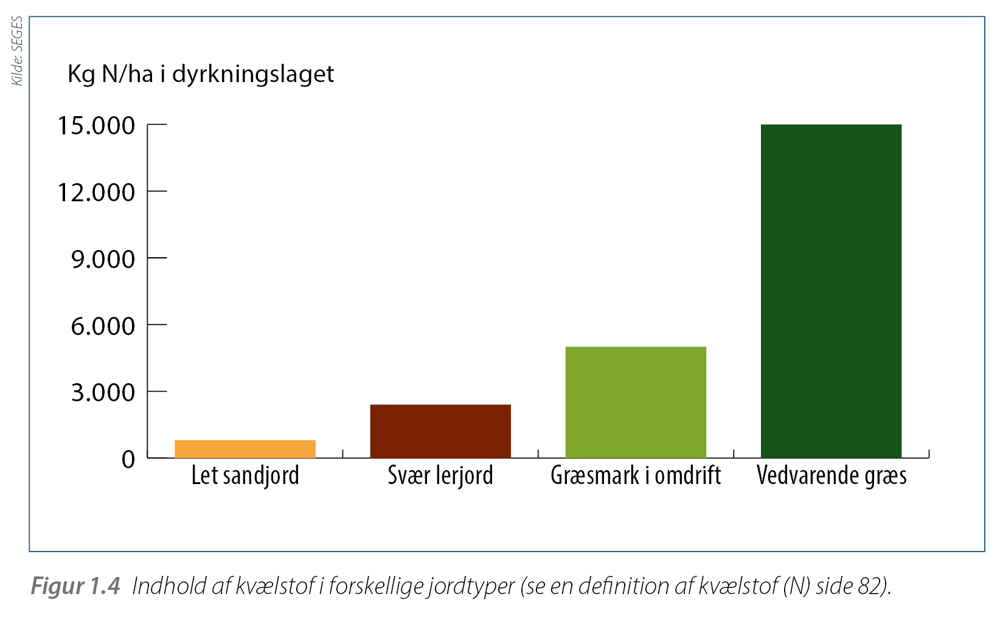 Kilde: SEGES
Kg N/ha i dyrkningslaget
15.000
12.000
9.000
6.000
3.000
0
Let sandjord Svær lerjord Græsmark i omdrift Vedvarende græs
Figur 1.4 Indhold af kvælstof i forskellige jordtyper (se en definition af kvælstof (N) side 82).